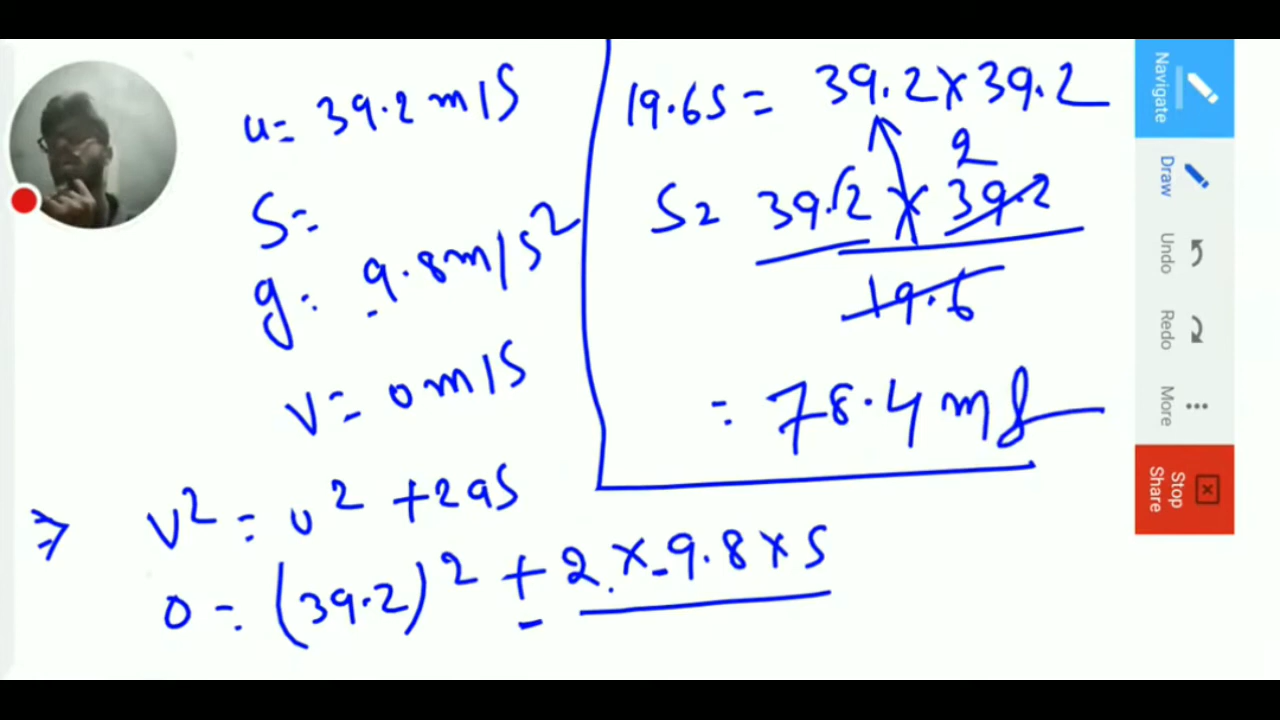 u= 39.2 m/s
S=
g= -9.8m/s²
v= 0 m/s
⇒ v² = u² +2as
0 = (39.2)² + 2 x -9.8 x s
19.6s = 39.2 x 39.2
S= 39.2 x 39.2
2
19.6
= 78.4 m
Navigate
Draw
Undo
Redo
More
Stop
Share